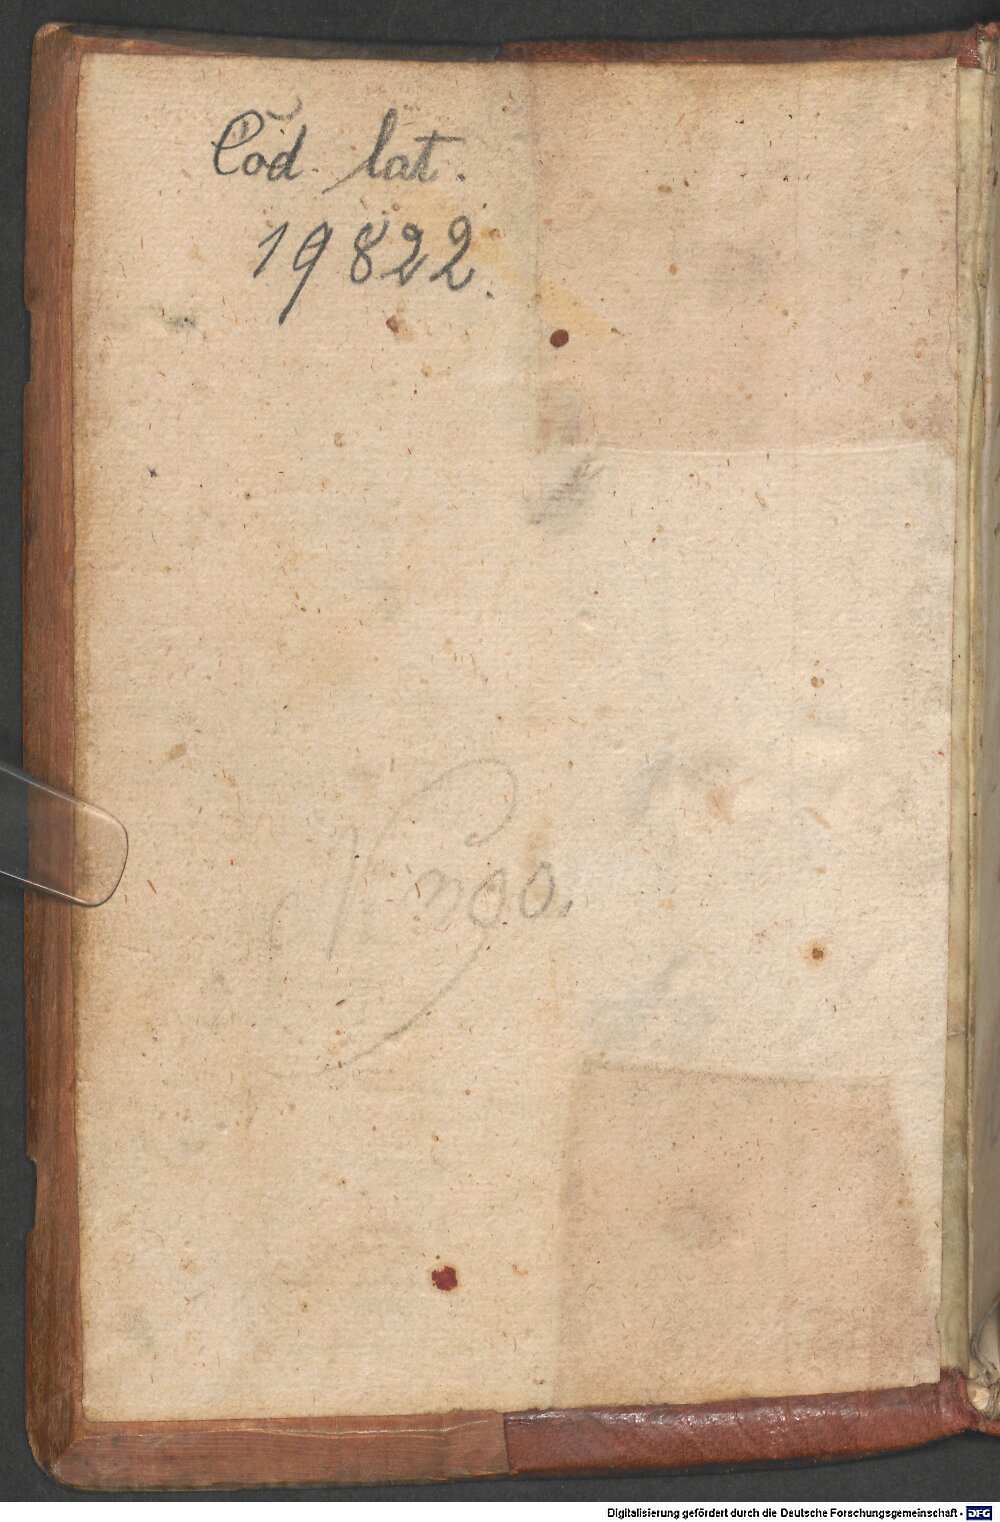 Cod. lat.
19822.
Digitalisierung gefördert durch die Deutsche Forschungsgemeinschaft - DFG